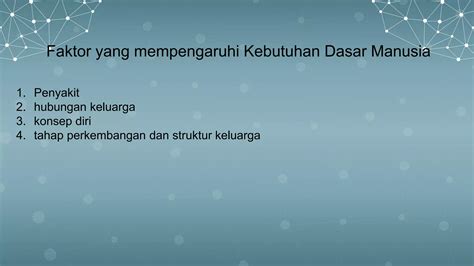 Faktor yang mempengaruhi Kebutuhan Dasar Manusia
1. Penyakit
2. hubungan keluarga
3. konsep diri
4. tahap perkembangan dan struktur keluarga